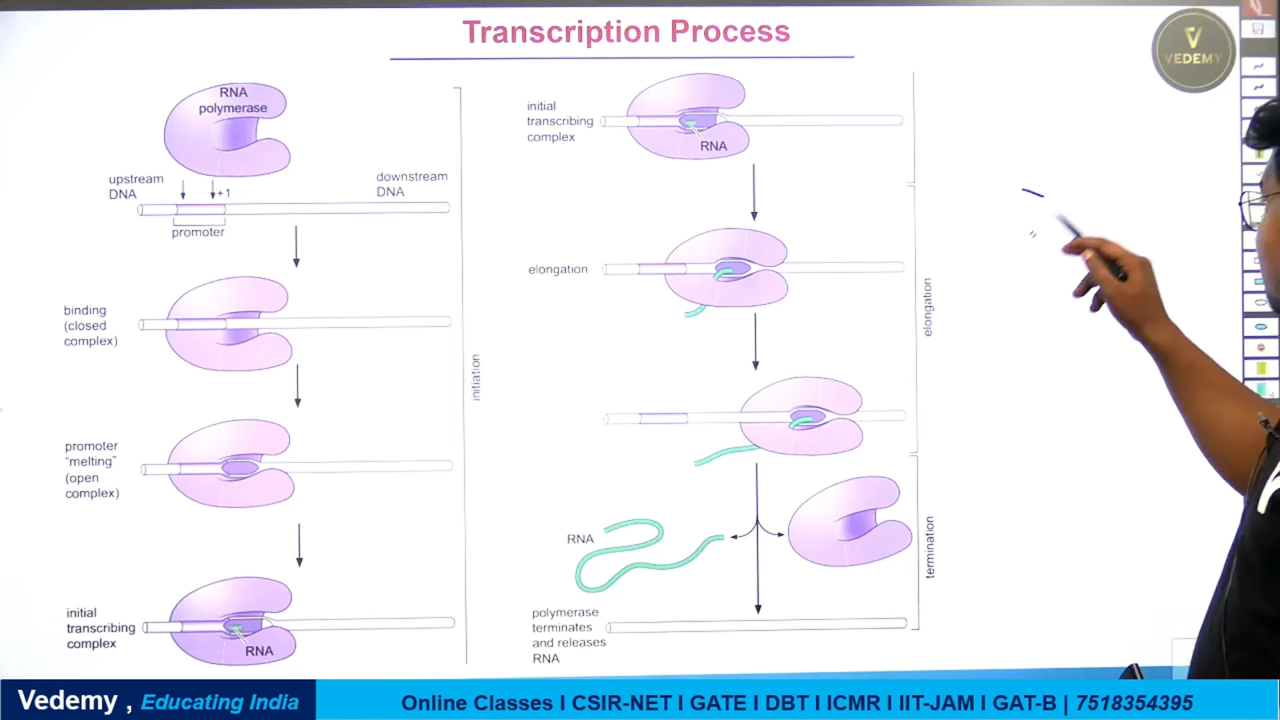 Transcription Process
VEDEMY
RNA
polymerase
upstream
DNA
+1
downstream
DNA
promoter
binding
(closed
complex)
promoter
"melting"
(open
complex)
initial
transcribing
complex
RNA
initiation
initial
transcribing
complex
RNA
elongation
elongation
RNA
termination
polymerase
terminates
and releases
RNA
Vedemy , Educating India
Online Classes I CSIR-NET I GATE I DBT I ICMR I IIT-JAM I GAT-B | 7518354395